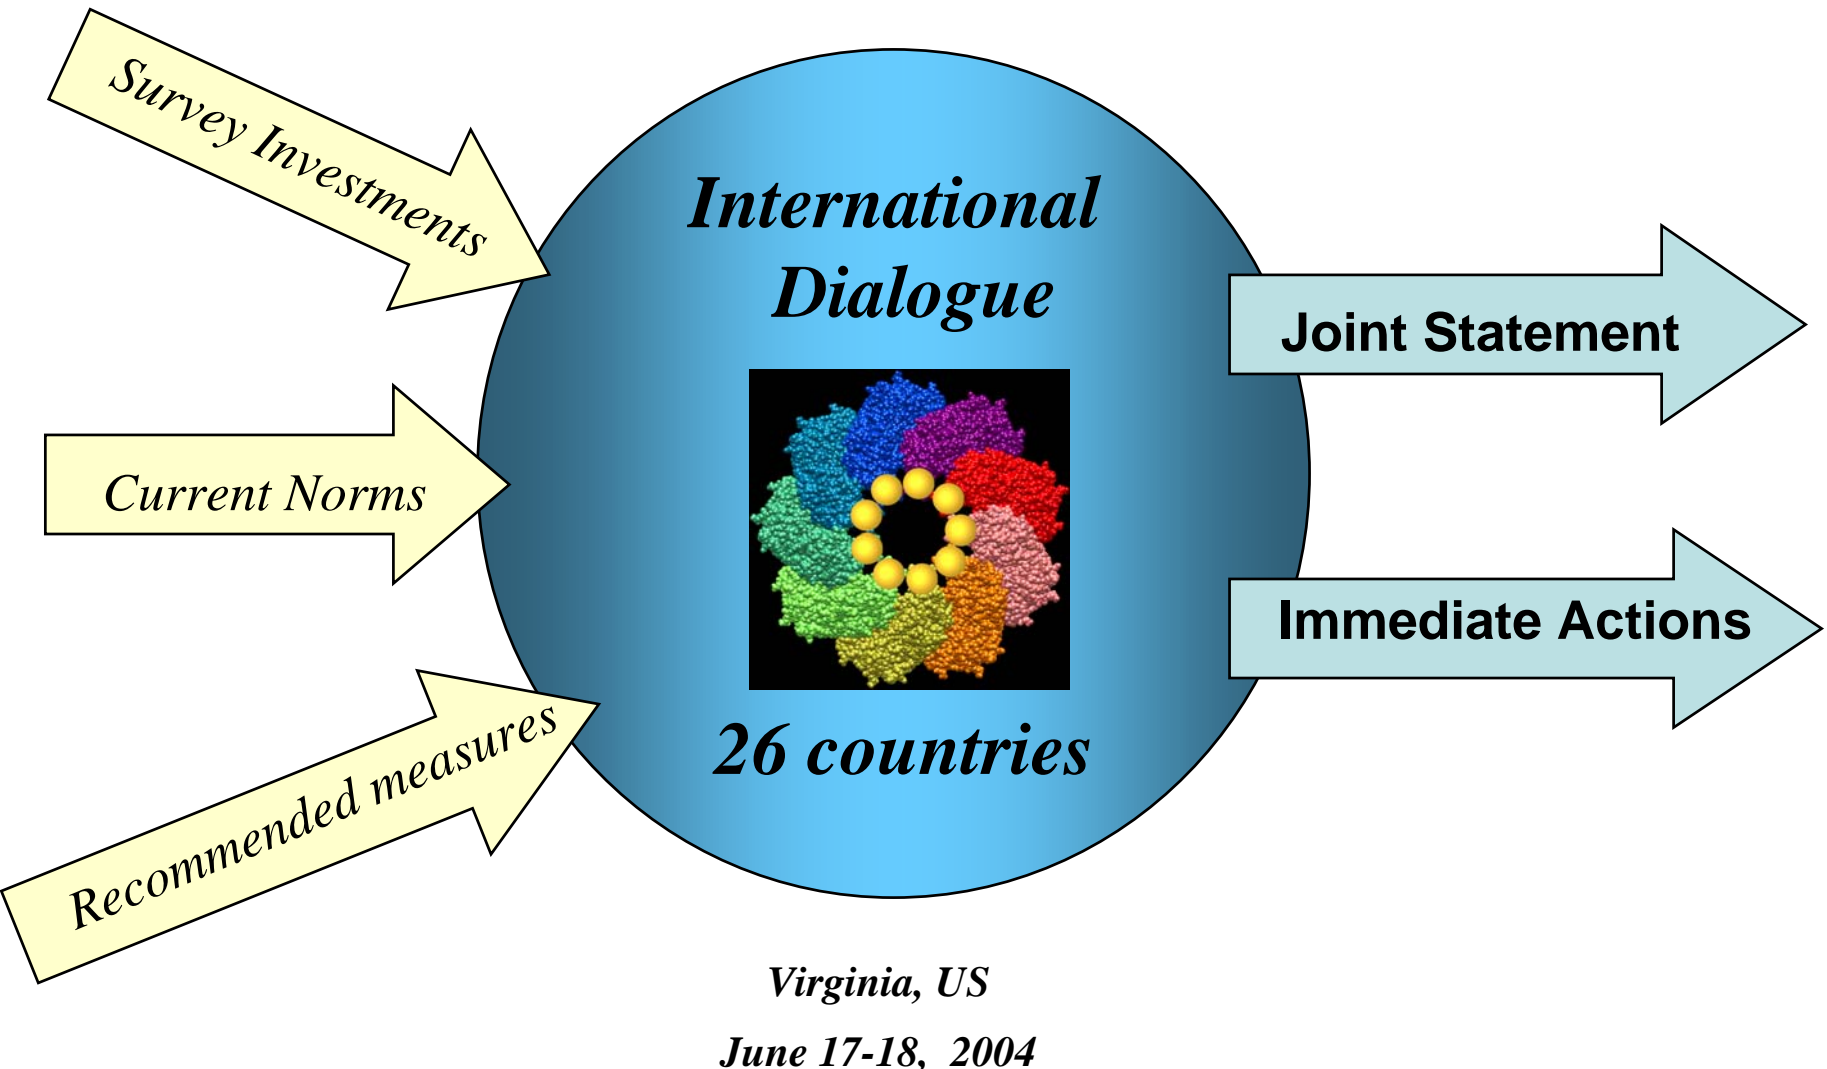 Survey Investments
Current Norms
Recommended measures
International
Dialogue
26 countries
Joint Statement
Immediate Actions
Virginia, US
June 17-18, 2004